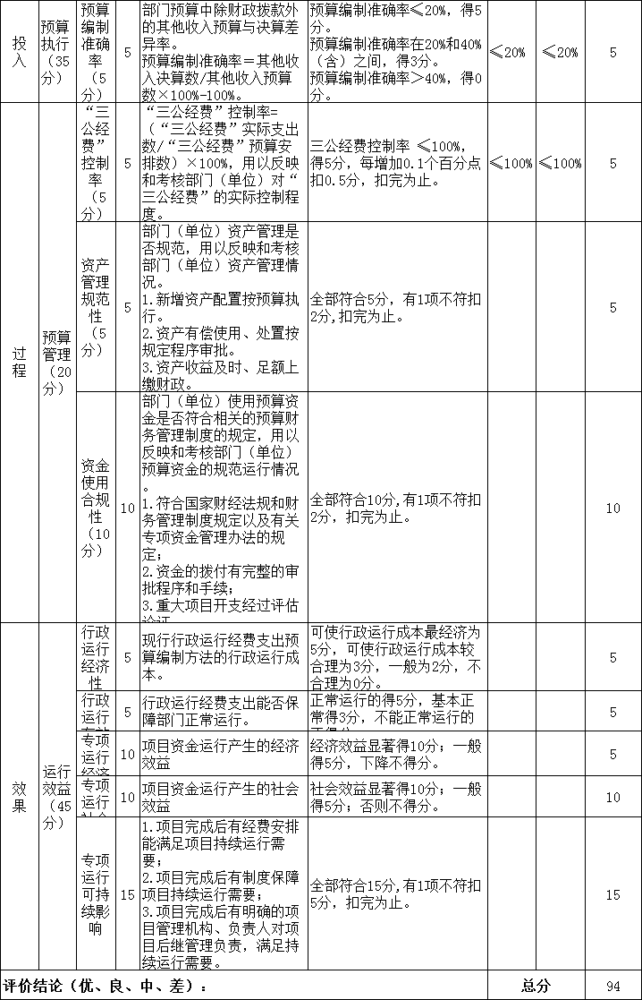 投入
预算执行（35分）
预算编制准确率（5分）
5
部门预算中除财政拨款外
的其他收入预算与决算差
异率。
预算编制准确率＝其他收
入决算数/其他收入预算
数×100%-100%。
预算编制准确率≤20%，得5
分。
预算编制准确率在20%和40%
（含）之间，得3分。
预算编制准确率＞40%，得0
分。
≤20%
≤20%
5
过程
预算管理（20分）
“三公经费”控制率（5分）
5
“三公经费”控制率=
（“三公经费”实际支出
数/“三公经费”预算安
排数）×100%，用以反映
和考核部门（单位）对“
三公经费”的实际控制程
度。
三公经费控制率 ≤100%，
得5分，每增加0.1个百分点
扣0.5分，扣完为止。
≤100%
≤100%
5
资产管理规范性（5分）
5
部门（单位）资产管理是
否规范，用以反映和考核
部门（单位）资产管理情
况。
1.新增资产配置按预算执
行。
2.资产有偿使用、处置按
规定程序审批。
3.资产收益及时、足额上
缴财政。
全部符合5分，有1项不符扣
2分,扣完为止。
5
资金使用合规性（10分）
10
部门（单位）使用预算资
金是否符合相关的预算财
务管理制度的规定，用以
反映和考核部门（单位）
预算资金的规范运行情况
。
1.符合国家财经法规和财
务管理制度规定以及有关
专项资金管理办法的规
定；
2.资金的拨付有完整的审
批程序和手续；
3.重大项目开支经过评估
全部符合10分,有1项不符扣
2分，扣完为止。
10
效果
运行效益（45分）
行政运行经济性
5
现行行政运行经费支出预
算编制方法的行政运行成
本。
可使行政运行成本最经济为
5分，可使行政运行成本较
合理为3分，一般为2分，不
合理为0分。
5
行政运行
5
行政运行经费支出能否保
障部门正常运行。
正常运行的得5分，基本正
常得3分，不能正常运行的
5
专项运行
10
项目资金运行产生的经济
效益
经济效益显著得10分；一般
得5分，下降不得分。
5
专项运行
10
项目资金运行产生的社会
效益
社会效益显著得10分；一般
得5分；否则不得分。
10
专项运行可持续影响
15
1.项目完成后有经费安排
能满足项目持续运行需
要；
2.项目完成后有制度保障
项目持续运行需要；
3.项目完成后有明确的项
目管理机构、负责人对项
目后继管理负责，满足持
续运行需要。
全部符合15分,有1项不符扣
5分，扣完为止。
15
评价结论（优、良、中、差）：
总分
94